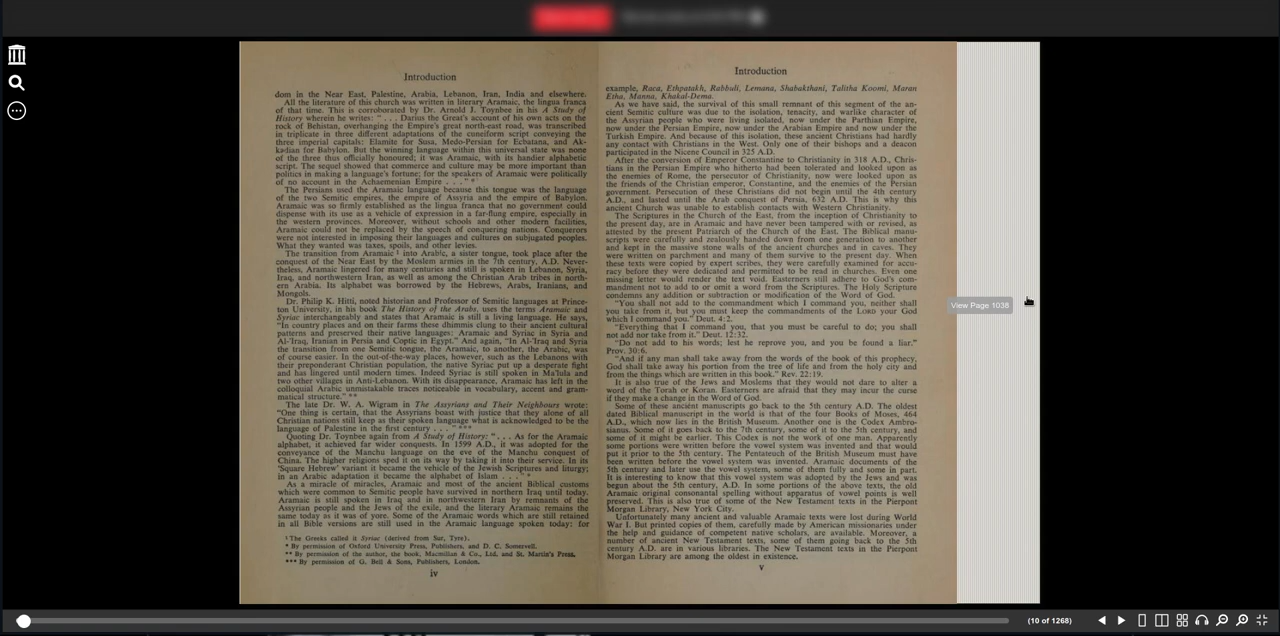 Introduction
dom in the Near East, Palestine, Arabia, Lebanon, Iran, India and elsewhere.
All the literature of this church was written in literary Aramaic, the lingua franca
of that time. This is corroborated by Dr. Arnold J. Toynbee in his A Study of
History wherein he writes: “ . . . Darius the Great's account of his own acts on the
rock of Behistan, overhanging the Empire's great north-east road, was transcribed
in triplicate in three different adaptations of the cuneiform script conveying the
three imperial capitals: Elamite for Susa, Medo-Persian for Ecbatana, and Ak-
kadian for Babylon. But the winning language within this universal state was none
of the three thus officially honoured; it was Aramaic, with its handier alphabetic
script. The sequel showed that commerce and culture may be more important than
politics in making a language's fortune; for the speakers of Aramaic were politically
of no account in the Achaemenian Empire . . . ” *
The Persians used the Aramaic language because this tongue was the language
of the two Semitic empires, the empire of Assyria and the empire of Babylon.
Aramaic was so firmly established as the lingua franca that no government could
dispense with its use as a vehicle of expression in a far-flung empire, especially in
the western provinces. Moreover, without schools and other modern facilities,
Aramaic could not be replaced by the speech of conquering nations. Conquerors
were not interested in imposing their languages and cultures on subjugated peoples.
What they wanted was taxes, spoils, and other levies.
The transition from Aramaic ¹ into Arabic, a sister tongue, took place after the
conquest of the Near East by the Moslem armies in the 7th century, A.D. Never-
theless, Aramaic lingered for many centuries and still is spoken in Lebanon, Syria,
Iraq, and northwestern Iran, as well as among the Christian Arab tribes in north-
ern Arabia. Its alphabet was borrowed by the Hebrews, Arabs, Iranians, and
Mongols.
Dr. Philip K. Hitti, noted historian and Professor of Semitic languages at Prince-
ton University, in his book The History of the Arabs, uses the terms Aramaic and
Syriac interchangeably and states that Aramaic is still a living language. He says,
“In country places and on their farms these dhimmis clung to their ancient cultural
patterns and preserved their native languages: Aramaic and Syriac in Syria and
Al-'Iraq, Iranian in Persia and Coptic in Egypt.” And again, “In Al-'Iraq and Syria
the transition from one Semitic tongue, the Aramaic, to another, the Arabic, was
of course easier. In the out-of-the-way places, however, such as the Lebanons with
their preponderant Christian population, the native Syriac put up a desperate fight
and has lingered until modern times. Indeed Syriac is still spoken in Ma'lula and
two other villages in Anti-Lebanon. With its disappearance, Aramaic has left in the
colloquial Arabic unmistakable traces noticeable in vocabulary, accent and gram-
matical structure.” **
The late Dr. W. A. Wigram in The Assyrians and Their Neighbours wrote:
“One thing is certain, that the Assyrians boast with justice that they alone of all
Christian nations still keep as their spoken language what is acknowledged to be the
language of Palestine in the first century . . . . ” ***
Quoting Dr. Toynbee again from A Study of History: “ . . . As for the Aramaic
alphabet, it achieved far wider conquests. In 1599 A.D., it was adopted for the
conveyance of the Manchu language on the eve of the Manchu conquest of
China. The higher religions sped it on its way by taking it into their service. In its
'Square Hebrew' variant it became the vehicle of the Jewish Scriptures and liturgy;
in an Arabic adaptation it became the alphabet of Islam . . . . ” *
As a miracle of miracles, Aramaic and most of the ancient Biblical customs
which were common to Semitic people have survived in northern Iraq until today.
Aramaic is still spoken in Iraq and in northwestern Iran by remnants of the
Assyrian people and the Jews of the exile, and the literary Aramaic remains the
same today as it was of yore. Some of the Aramaic words which are still retained
in all Bible versions are still used in the Aramaic language spoken today: for
¹ The Greeks called it Syriac (derived from Sur, Tyre).
* By permission of Oxford University Press, Publishers, and D. C. Somervell.
** By permission of the author, the book, Macmillan & Co., Ltd, and St. Martin's Press.
*** By permission of G. Bell & Sons, Publishers, London.
iv
Introduction
example, Raca, Ethpatakh, Rabbuli, Lemana, Shabakthani, Talitha Koomi, Maran
Etha, Manna, Khakal-Dema.
As we have said, the survival of this small remnant of this segment of the an-
cient Semitic culture was due to the isolation, tenacity, and warlike character of
the Assyrian people who were living isolated, now under the Parthian Empire,
now under the Persian Empire, now under the Arabian Empire and now under the
Turkish Empire. And because of this isolation, these ancient Christians had hardly
any contact with Christians in the West. Only one of their bishops and a deacon
participated in the Nicene Council in 325 A.D.
After the conversion of Emperor Constantine to Christianity in 318 A.D., Chris-
tians in the Persian Empire who hitherto had been tolerated and looked upon as
the enemies of Rome, the persecutor of Christianity, now were looked upon as
the friends of the Christian emperor, Constantine, and the enemies of the Persian
government. Persecution of these Christians did not begin until the 4th century
A.D., and lasted until the Arab conquest of Persia, 632 A.D. This is why this
ancient Church was unable to establish contacts with Western Christianity.
The Scriptures in the Church of the East, from the inception of Christianity to
the present day, are in Aramaic and have never been tampered with or revised, as
attested by the present Patriarch of the Church of the East. The Biblical manu-
scripts were carefully and zealously handed down from one generation to another
and kept in the massive stone walls of the ancient churches and in caves. They
were written on parchment and many of them survive to the present day. When
these texts were copied by expert scribes, they were carefully examined for accu-
racy before they were dedicated and permitted to be read in churches. Even one
missing letter would render the text void. Easterners still adhere to God's com-
mandment not to add to or omit a word from the Scriptures. The Holy Scripture
condemns any addition or subtraction or modification of the Word of God.
“You shall not add to the commandment which I command you, neither shall
you take from it, but you must keep the commandments of the LORD your God
which I command you.” Deut. 4:2.
“Everything that I command you, that you must be careful to do; you shall
not add nor take from it.” Deut. 12:32.
“Do not add to his words; lest he reprove you, and you be found a liar.”
Prov. 30:6.
“And if any man shall take away from the words of the book of this prophecy,
God shall take away his portion from the tree of life and from the holy city and
from the things which are written in this book.” Rev. 22:19.
It is also true of the Jews and Moslems that they would not dare to alter a
word of the Torah or Koran. Easterners are afraid that they may incur the curse
if they make a change in the Word of God.
Some of these ancient manuscripts go back to the 5th century A.D. The oldest
dated Biblical manuscript in the world is that of the four Books of Moses, 464
A.D., which now lies in the British Museum. Another one is the Codex Ambro-
sianus. Some of it goes back to the 7th century, some of it to the 5th century, and
some of it might be earlier. This Codex is not the work of one man. Apparently
some portions were written before the vowel system was invented and that would
put it prior to the 5th century. The Pentateuch of the British Museum must have
been written before the vowel system was invented. Aramaic documents of the
5th century and later use the vowel system, some of them fully and some in part.
It is interesting to know that this vowel system was adopted by the Jews and was
begun about the 5th century, A.D. In some portions of the above texts, the old
Aramaic original consonantal spelling without apparatus of vowel points is well
preserved. This is also true of some of the New Testament texts in the Pierpont
Morgan Library, New York City.
Unfortunately many ancient and valuable Aramaic texts were lost during World
War I. But printed copies of them, carefully made by American missionaries under
the help and guidance of competent native scholars, are available. Moreover, a
number of ancient New Testament texts, some of them going back to the 5th
century A.D. are in various libraries. The New Testament texts in the Pierpont
Morgan Library are among the oldest in existence.
v
View Page 1038
(10 of 1268)